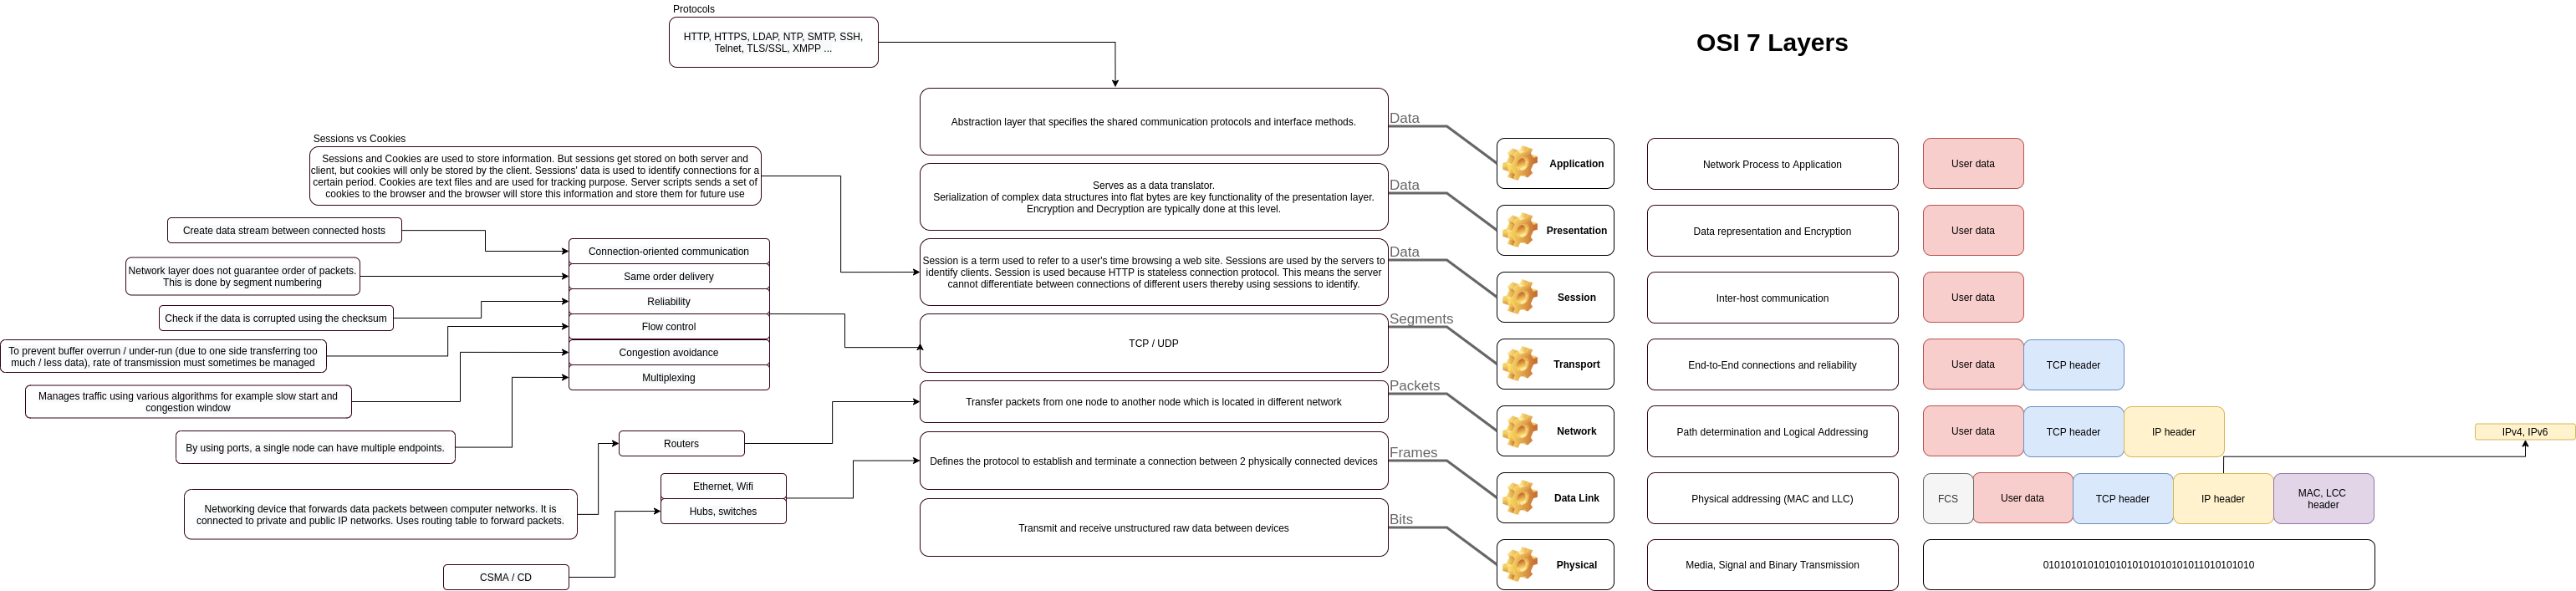 Protocols
HTTP, HTTPS, LDAP, NTP, SMTP, SSH,
Telnet, TLS/SSL, XMPP ...
OSI 7 Layers
Abstraction layer that specifies the shared communication protocols and interface methods.
Data
Application
Network Process to Application
User data
Sessions vs Cookies
Sessions and Cookies are used to store information. But sessions get stored on both server and
client, but cookies will only be stored by the client. Sessions' data is used to identify connections for a
certain period. Cookies are text files and are used for tracking purpose. Server scripts sends a set of
cookies to the browser and the browser will store this information and store them for future use
Serves as a data translator.
Serialization of complex data structures into flat bytes are key functionality of the presentation layer.
Encryption and Decryption are typically done at this level.
Data
Presentation
Data representation and Encryption
User data
Session is a term used to refer to a user's time browsing a web site. Sessions are used by the servers to
identify clients. Session is used because HTTP is stateless connection protocol. This means the server
cannot differentiate between connections of different users thereby using sessions to identify.
Data
Session
Inter-host communication
User data
Create data stream between connected hosts
Connection-oriented communication
Network layer does not guarantee order of packets.
This is done by segment numbering
Same order delivery
Check if the data is corrupted using the checksum
Reliability
To prevent buffer overrun / under-run (due to one side transferring too
much / less data), rate of transmission must sometimes be managed
Flow control
Manages traffic using various algorithms for example slow start and
congestion window
Congestion avoidance
By using ports, a single node can have multiple endpoints.
Multiplexing
TCP / UDP
Segments
Transport
End-to-End connections and reliability
User data
TCP header
Networking device that forwards data packets between computer networks. It is
connected to private and public IP networks. Uses routing table to forward packets.
Routers
Transfer packets from one node to another node which is located in different network
Packets
Network
Path determination and Logical Addressing
User data
TCP header
IP header
IPv4, IPv6
CSMA / CD
Ethernet, Wifi
Hubs, switches
Defines the protocol to establish and terminate a connection between 2 physically connected devices
Frames
Data Link
Physical addressing (MAC and LLC)
FCS
User data
TCP header
IP header
MAC, LCC
header
Transmit and receive unstructured raw data between devices
Bits
Physical
Media, Signal and Binary Transmission
0101010101010101010101010101011010101010